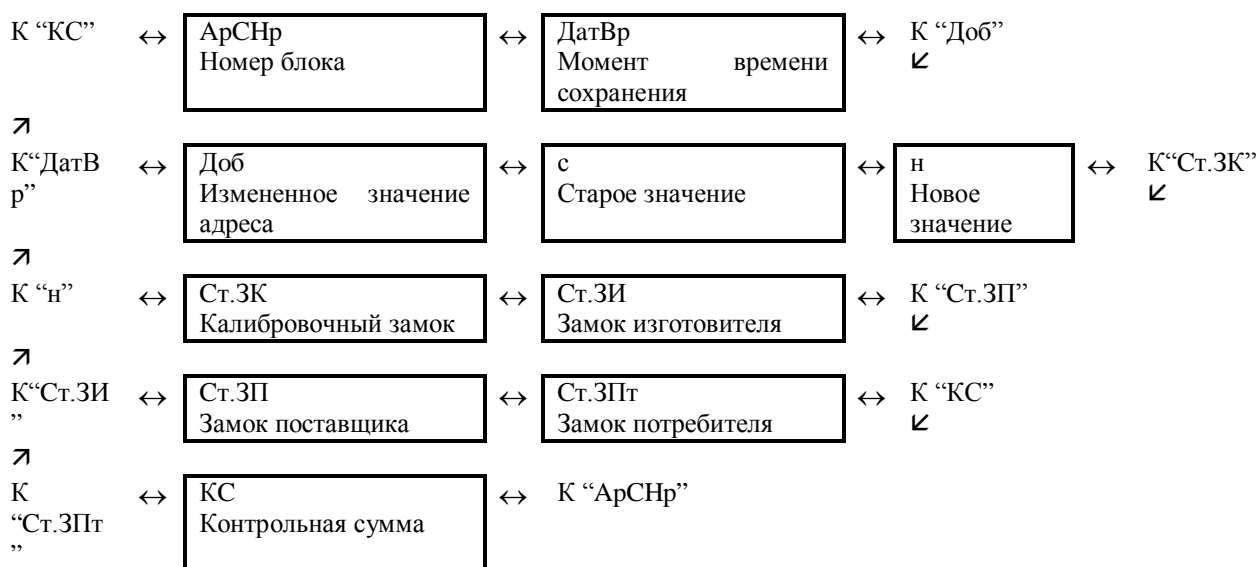 К “КС” ↔ АрСНр ↔ ДатВр ↔ К “Доб”
Номер блока Момент времени ↙
сохранения
↗
К“ДатВ ↔ Доб ↔ с ↔ н ↔ К“Ст.ЗК”
р” Измененное значение Старое значение Новое ↙
адреса значение
↗
К “н” ↔ Ст.ЗК ↔ Ст.ЗИ ↔ К “Ст.ЗП”
Калибровочный замок Замок изготовителя ↙
↗
К“Ст.ЗИ ↔ Ст.ЗП ↔ Ст.ЗПт ↔ К “КС”
” Замок поставщика Замок потребителя ↙
↗
К ↔ КС ↔ К “АрСНр”
“Ст.ЗПт Контрольная сумма
”